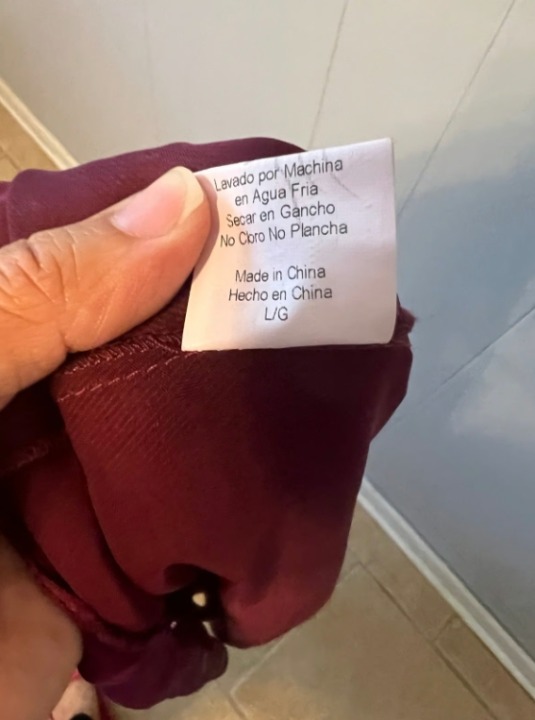 Lavado por Machina
en Agua Fria
Secar en Gancho
No Cloro No Plancha
Made in China
Hecho en China
L/G